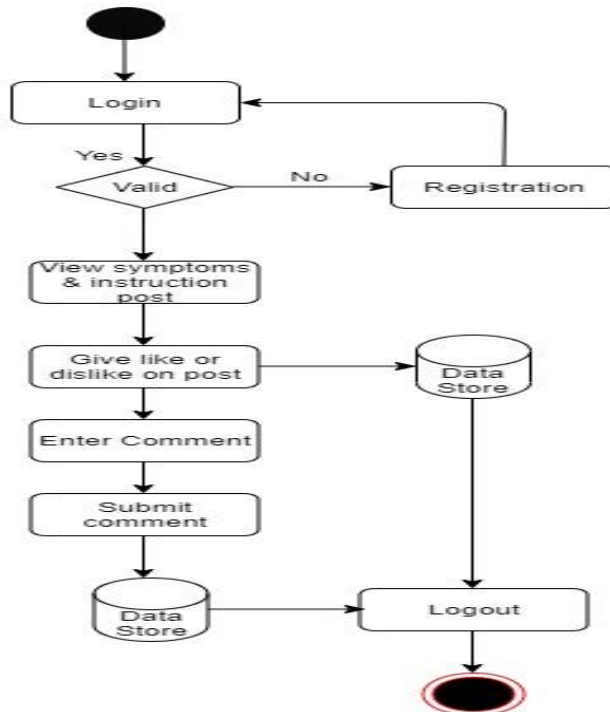 Login
Yes
Valid
No
Registration
View symptoms
& instruction
post
Give like or
dislike on post
Data
Store
Enter Comment
Submit
comment
Data
Store
Logout